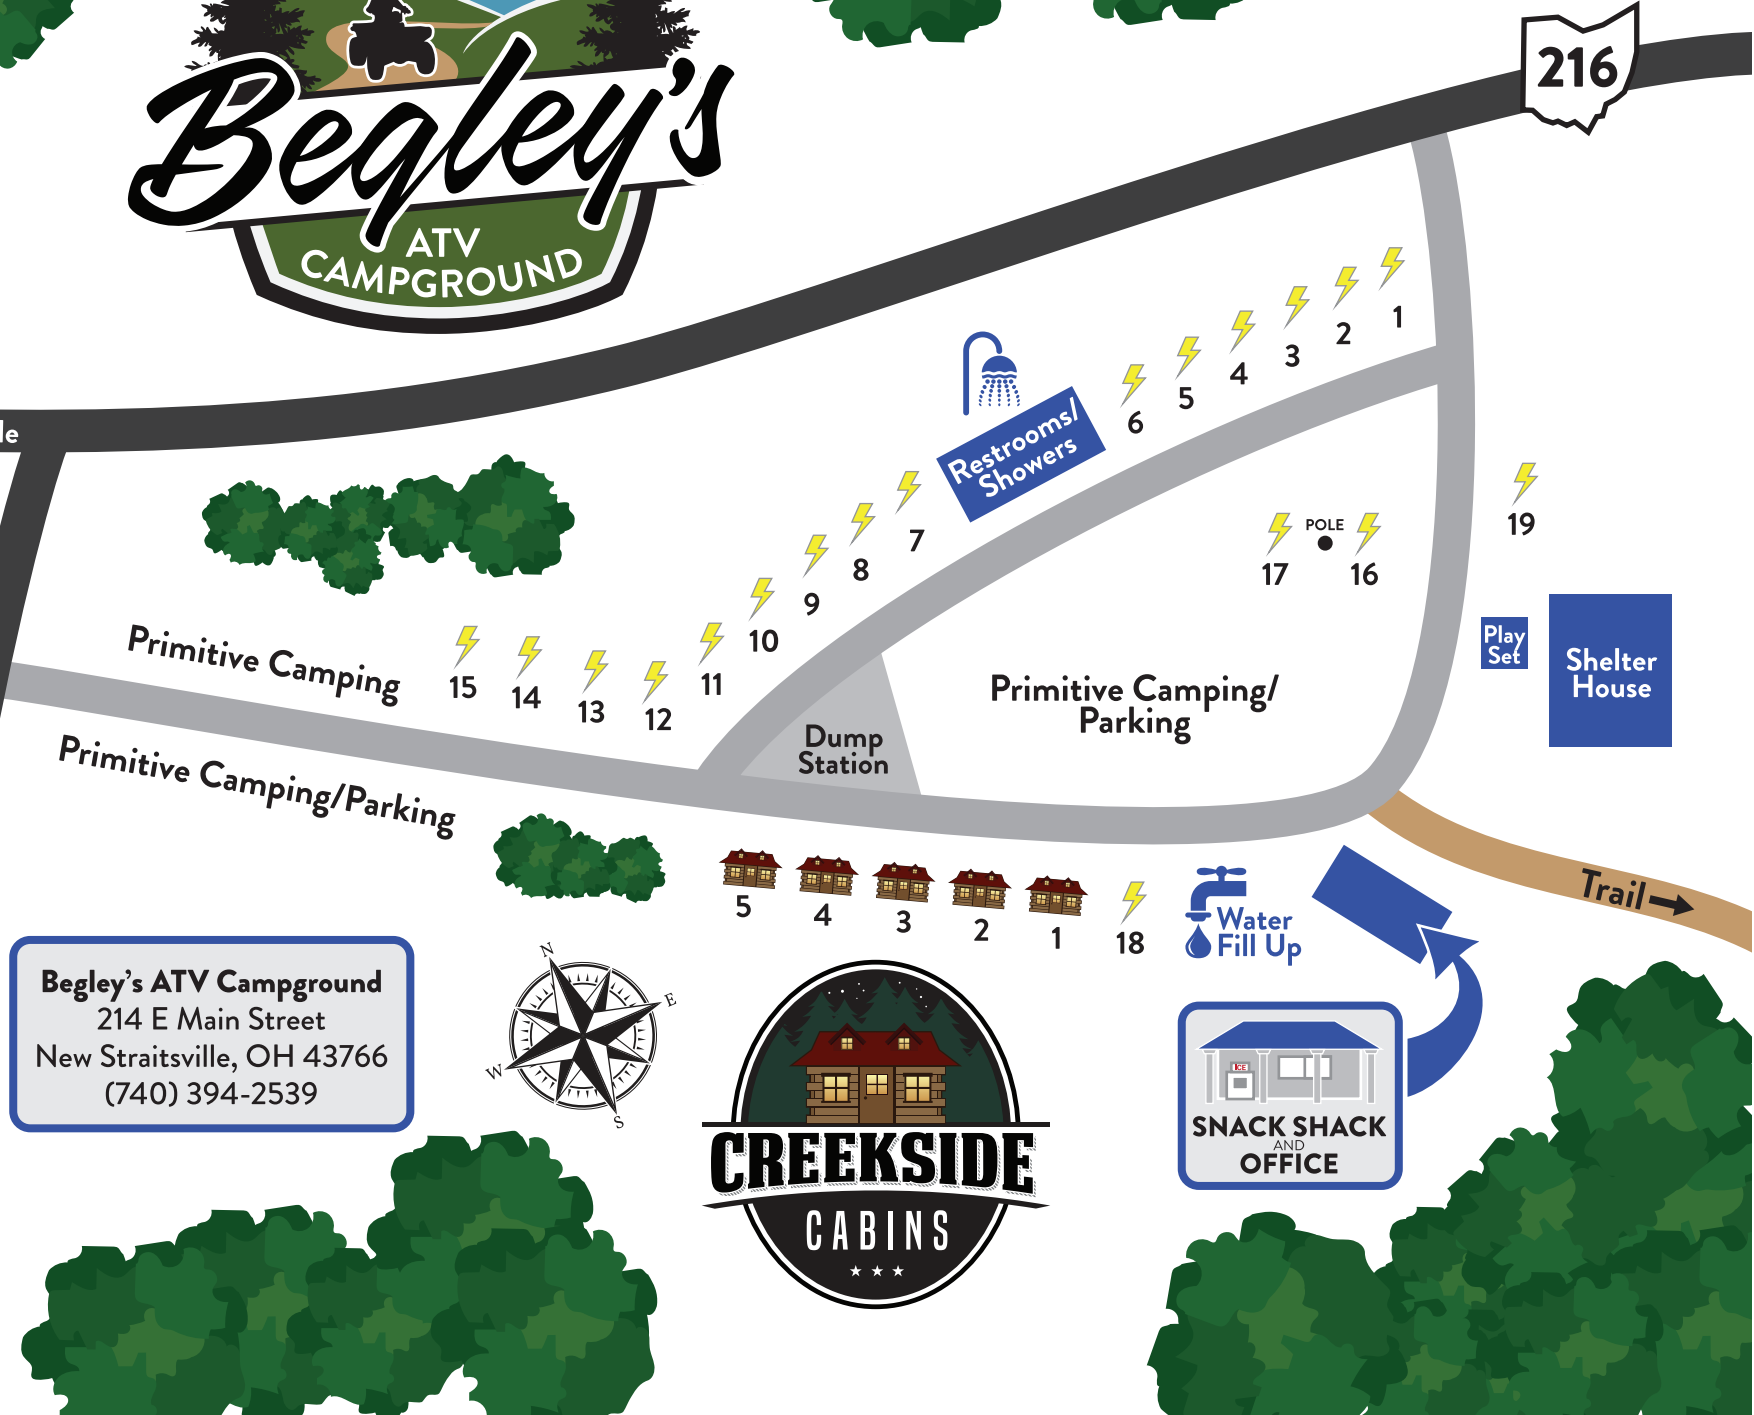 Begley's
ATV
CAMPGROUND
216
le
1
2
3
4
5
6
Restrooms/
Showers
7
8
9
10
11
12
13
14
15
17
POLE
16
19
Play
Set
Shelter
House
Primitive Camping
Primitive Camping/
Parking
Dump
Station
Primitive Camping/Parking
5
4
3
2
1
18
Water
Fill Up
Trail
Begley's ATV Campground
214 E Main Street
New Straitsville, OH 43766
(740) 394-2539
N
E
W
S
CREEKSIDE
CABINS
ICE
SNACK SHACK
AND
OFFICE